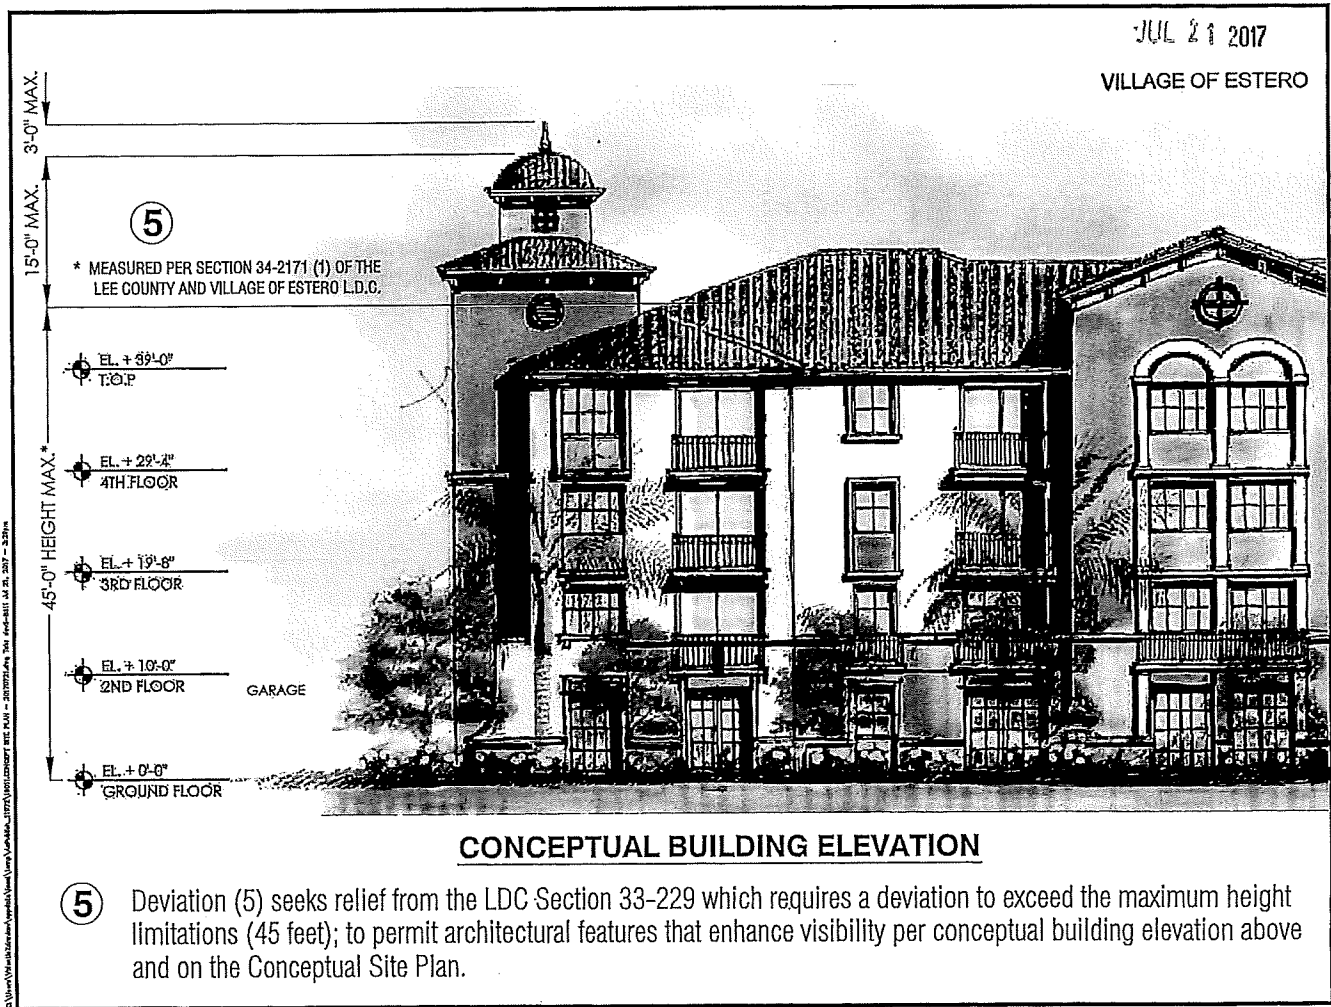 JUL 21 2017
VILLAGE OF ESTERO
3'-0" MAX.
15'-0" MAX.
5
* MEASURED PER SECTION 34-2171 (1) OF THE
LEE COUNTY AND VILLAGE OF ESTERO L.D.C.
45'-0" HEIGHT MAX.*
EL. + 39'-0"
T.O.P
EL. + 29'-4"
4TH FLOOR
EL. + 19'-8"
3RD FLOOR
EL. + 10'-0"
2ND FLOOR
GARAGE
EL. + 0'-0"
GROUND FLOOR
CONCEPTUAL BUILDING ELEVATION
5 Deviation (5) seeks relief from the LDC Section 33-229 which requires a deviation to exceed the maximum height
limitations (45 feet); to permit architectural features that enhance visibility per conceptual building elevation above
and on the Conceptual Site Plan.